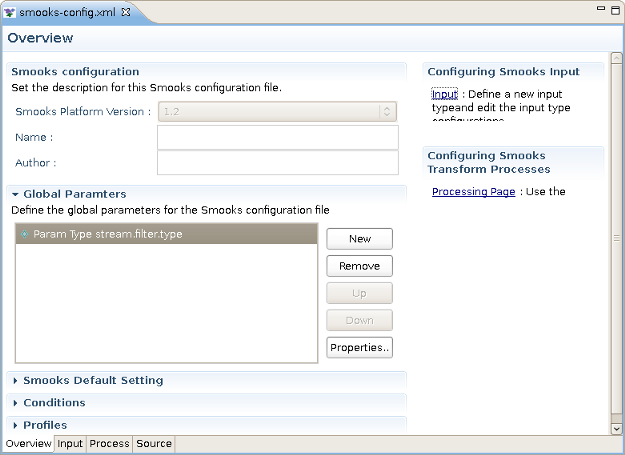 smooks-config.xml
Overview
Smooks configuration
Set the description for this Smooks configuration file.
Smooks Platform Version :
1.2
Name :
Author :
Global Paramters
Define the global parameters for the Smooks configuration file
Param Type stream.filter.type
New
Remove
Up
Down
Properties..
Smooks Default Setting
Conditions
Profiles
Configuring Smooks Input
Input : Define a new input
typeand edit the input type
configurations
Configuring Smooks
Transform Processes
Processing Page : Use the
Overview
Input
Process
Source